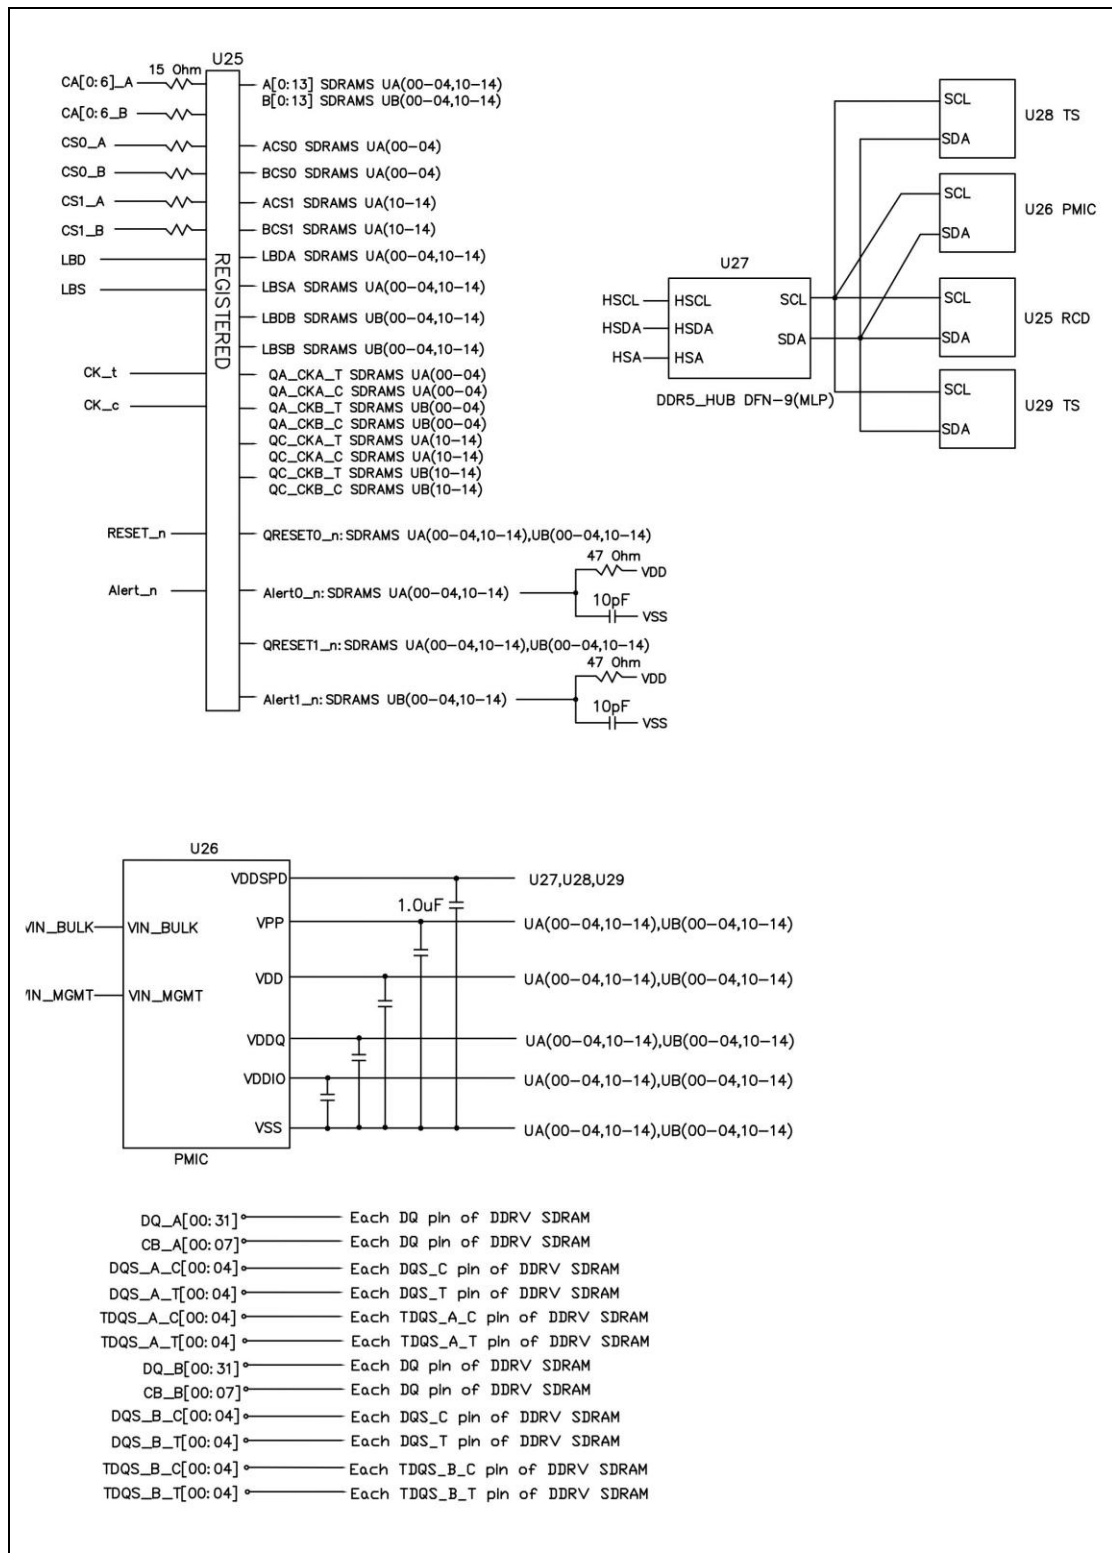 U25
15 Ohm
CA[0:6]_A
A[0:13] SDRAMS UA(00-04,10-14)
B[0:13] SDRAMS UB(00-04,10-14)
CA[0:6_B
CS0_A
ACS0 SDRAMS UA(00-04)
CS0_B
BCS0 SDRAMS UA(00-04)
CS1_A
ACS1 SDRAMS UA(10-14)
CS1_B
BCS1 SDRAMS UA(10-14)
LBD
LBDA SDRAMS UA(00-04,10-14)
LBS
LBSA SDRAMS UA(00-04,10-14)
LBDB SDRAMS UB(00-04,10-14)
LBSB SDRAMS UB(00-04,10-14)
REGISTERED
CK_t
QA_CKA_T SDRAMS UA(00-04)
QA_CKA_C SDRAMS UA(00-04)
CK_c
QA_CKB_T SDRAMS UB(00-04)
QA_CKB_C SDRAMS UB(00-04)
QC_CKA_T SDRAMS UA(10-14)
QC_CKA_C SDRAMS UA(10-14)
QC_CKB_T SDRAMS UB(10-14)
QC_CKB_C SDRAMS UB(10-14)
RESET_n
QRESET0_n:SDRAMS UA(00-04,10-14),UB(00-04,10-14)
47 Ohm
VDD
Alert_n
Alert0_n:SDRAMS UA(00-04,10-14)
10pF
VSS
QRESET1_n:SDRAMS UA(00-04,10-14),UB(00-04,10-14)
47 Ohm
VDD
Alert1_n:SDRAMS UB(00-04,10-14)
10pF
VSS
SCL
U28 TS
SDA
SCL
U26 PMIC
SDA
U27
HSCL
HSCL
SCL
HSDA
HSDA
SDA
HSA
HSA
DDR5_HUB DFN-9(MLP)
SCL
U25 RCD
SDA
SCL
U29 TS
SDA
U26
VDDSPD
U27,U28,U29
1.0uF
VIN_BULK
VIN_BULK
VPP
UA(00-04,10-14),UB(00-04,10-14)
VDD
UA(00-04,10-14),UB(00-04,10-14)
VIN_MGMT
VIN_MGMT
VDDQ
UA(00-04,10-14),UB(00-04,10-14)
VDDIO
UA(00-04,10-14),UB(00-04,10-14)
VSS
UA(00-04,10-14),UB(00-04,10-14)
PMIC
DQ_A[00:31] Each DQ pin of DDRV SDRAM
CB_A[00:07] Each DQ pin of DDRV SDRAM
DQS_A_C[00:04] Each DQS_C pin of DDRV SDRAM
DQS_A_T[00:04] Each DQS_T pin of DDRV SDRAM
TDQS_A_C[00:04] Each TDQS_A_C pin of DDRV SDRAM
TDQS_A_T[00:04] Each TDQS_A_T pin of DDRV SDRAM
DQ_B[00:31] Each DQ pin of DDRV SDRAM
CB_B[00:07] Each DQ pin of DDRV SDRAM
DQS_B_C[00:04] Each DQS_C pin of DDRV SDRAM
DQS_B_T[00:04] Each DQS_T pin of DDRV SDRAM
TDQS_B_C[00:04] Each TDQS_B_C pin of DDRV SDRAM
TDQS_B_T[00:04] Each TDQS_B_T pin of DDRV SDRAM